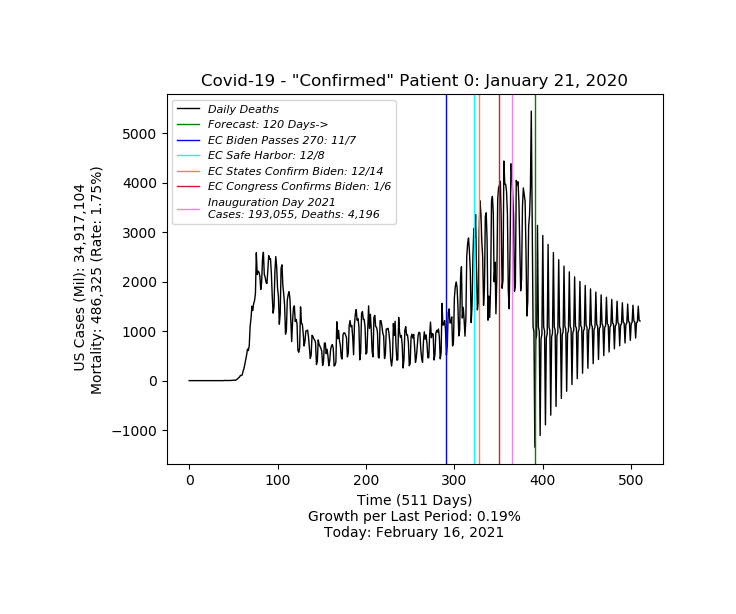 Covid-19 - "Confirmed" Patient 0: January 21, 2020
Daily Deaths
Forecast: 120 Days->
EC Biden Passes 270: 11/7
EC Safe Harbor: 12/8
EC States Confirm Biden: 12/14
EC Congress Confirms Biden: 1/6
Inauguration Day 2021
Cases: 193,055, Deaths: 4,196
US Cases (Mil): 34,917,104
Mortality: 486,325 (Rate: 1.75%)
5000
4000
3000
2000
1000
0
−1000
0 100 200 300 400 500
Time (511 Days)
Growth per Last Period: 0.19%
Today: February 16, 2021